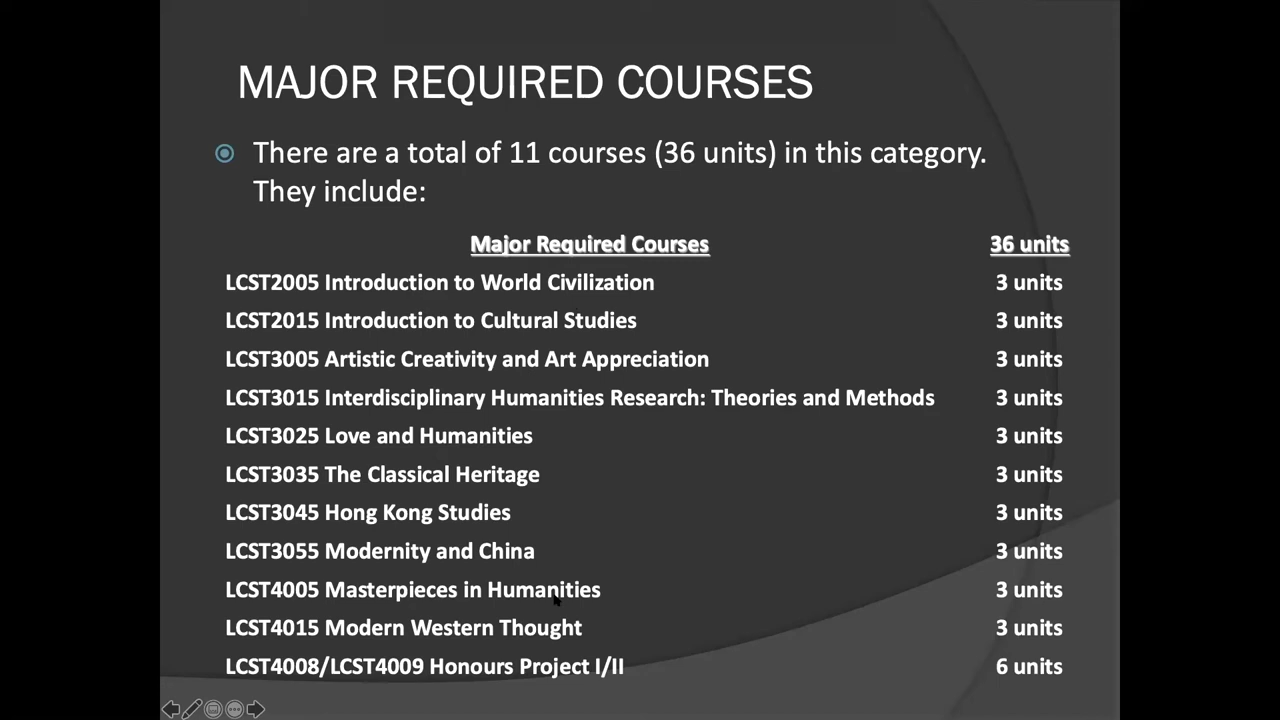 MAJOR REQUIRED COURSES
There are a total of 11 courses (36 units) in this category.
They include:
Major Required Courses 36 units
LCST2005 Introduction to World Civilization 3 units
LCST2015 Introduction to Cultural Studies 3 units
LCST3005 Artistic Creativity and Art Appreciation 3 units
LCST3015 Interdisciplinary Humanities Research: Theories and Methods 3 units
LCST3025 Love and Humanities 3 units
LCST3035 The Classical Heritage 3 units
LCST3045 Hong Kong Studies 3 units
LCST3055 Modernity and China 3 units
LCST4005 Masterpieces in Humanities 3 units
LCST4015 Modern Western Thought 3 units
LCST4008/LCST4009 Honours Project I/II 6 units